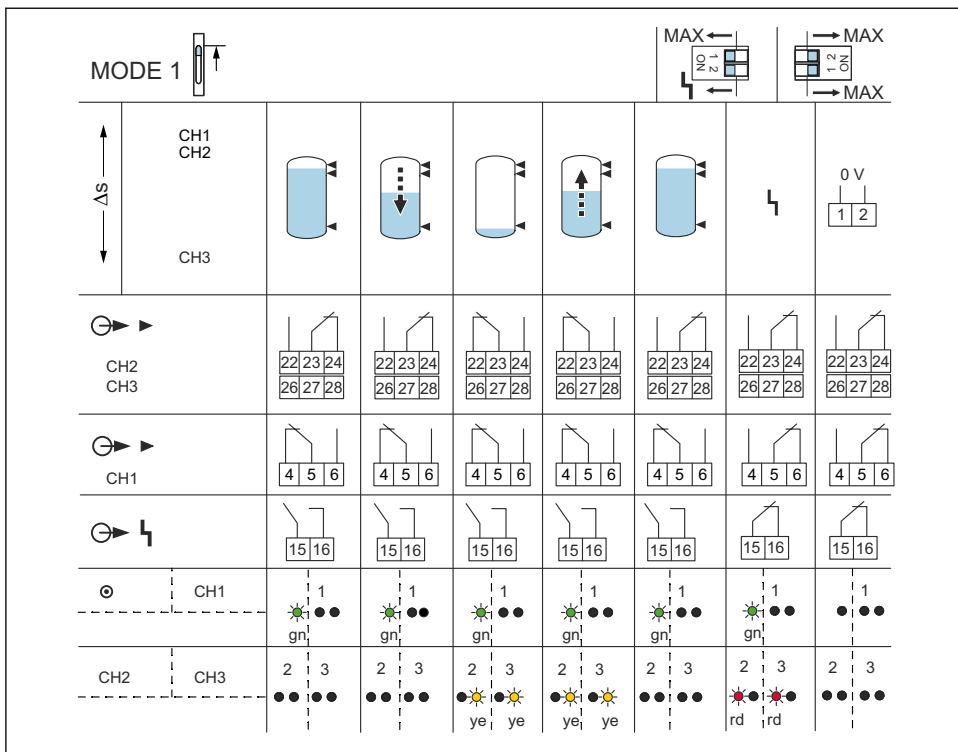 MODE 1
MAX
ON
1 2
MAX
1 2
ON
MAX
Δs
CH1
CH2
CH3
0 V
1 2
CH2
CH3
22 23 24 22 23 24 22 23 24 22 23 24 22 23 24 22 23 24 22 23 24
26 27 28 26 27 28 26 27 28 26 27 28 26 27 28 26 27 28 26 27 28
CH1
4 5 6 4 5 6 4 5 6 4 5 6 4 5 6 4 5 6 4 5 6
15 16 15 16 15 16 15 16 15 16 15 16 15 16
CH1 1 1 1 1 1 1 1
gn gn gn gn gn gn
CH2 CH3 2 3 2 3 2 3 2 3 2 3 2 3 2 3
ye ye ye ye rd rd